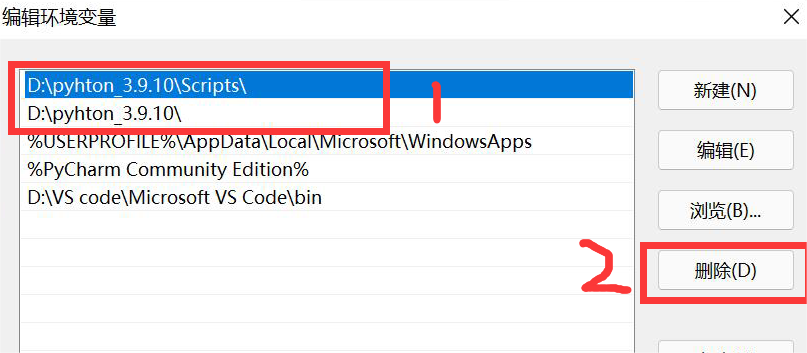 编辑环境变量
D:\pyhton_3.9.10\Scripts\
D:\pyhton_3.9.10\
%USERPROFILE%\AppData\Local\Microsoft\WindowsApps
%PyCharm Community Edition%
D:\VS code\Microsoft VS Code\bin
1
2
新建(N)
编辑(E)
浏览(B)...
删除(D)